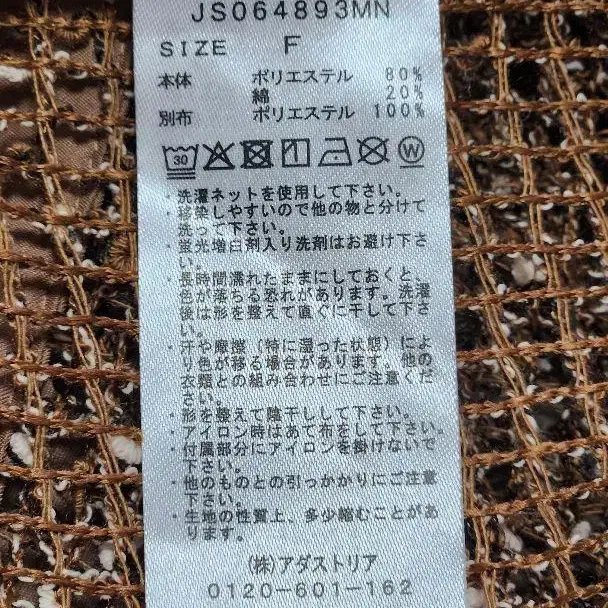 JS064893MN
SIZE F
本体 ポリエステル 80%
綿 20%
別布 ポリエステル 100%
30 W
・洗濯ネットを使用して下さい。
・移染しやすいので他の物と分けて
洗って下さい。
・蛍光増白剤入り洗剤はお避け下さ
い。
・長時間濡れたままにしておくと、
色が落ちる恐れがあります。洗濯
後は形を整えて直ぐに干して下さ
い。
・汗や摩擦（特に湿った状態）によ
り色が移る場合があります。他の
衣類との組み合わせにご注意くだ
さい。
・形を整えて陰干しして下さい。
・アイロン時はあて布をして下さい。
・付属部分にアイロンを掛けないで
下さい。
・他のものとの引っかかりにご注意
下さい。
・生地の性質上、多少縮むことがあ
ります。
(株)アダストリア
0120-601-162